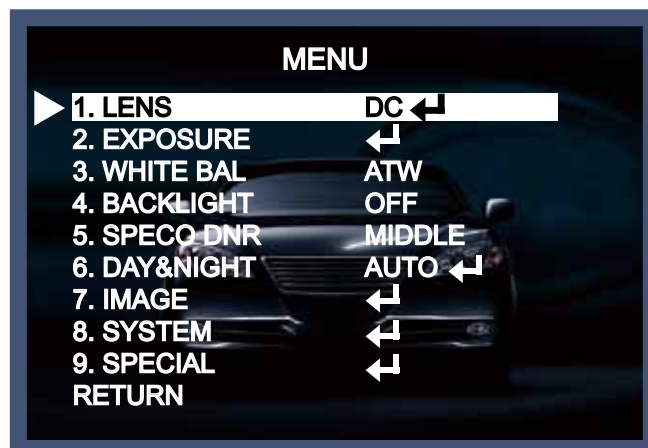 MENU
1. LENS DC ↵
2. EXPOSURE ↵
3. WHITE BAL ATW
4. BACKLIGHT OFF
5. SPECO DNR MIDDLE
6. DAY&NIGHT AUTO ↵
7. IMAGE ↵
8. SYSTEM ↵
9. SPECIAL ↵
RETURN